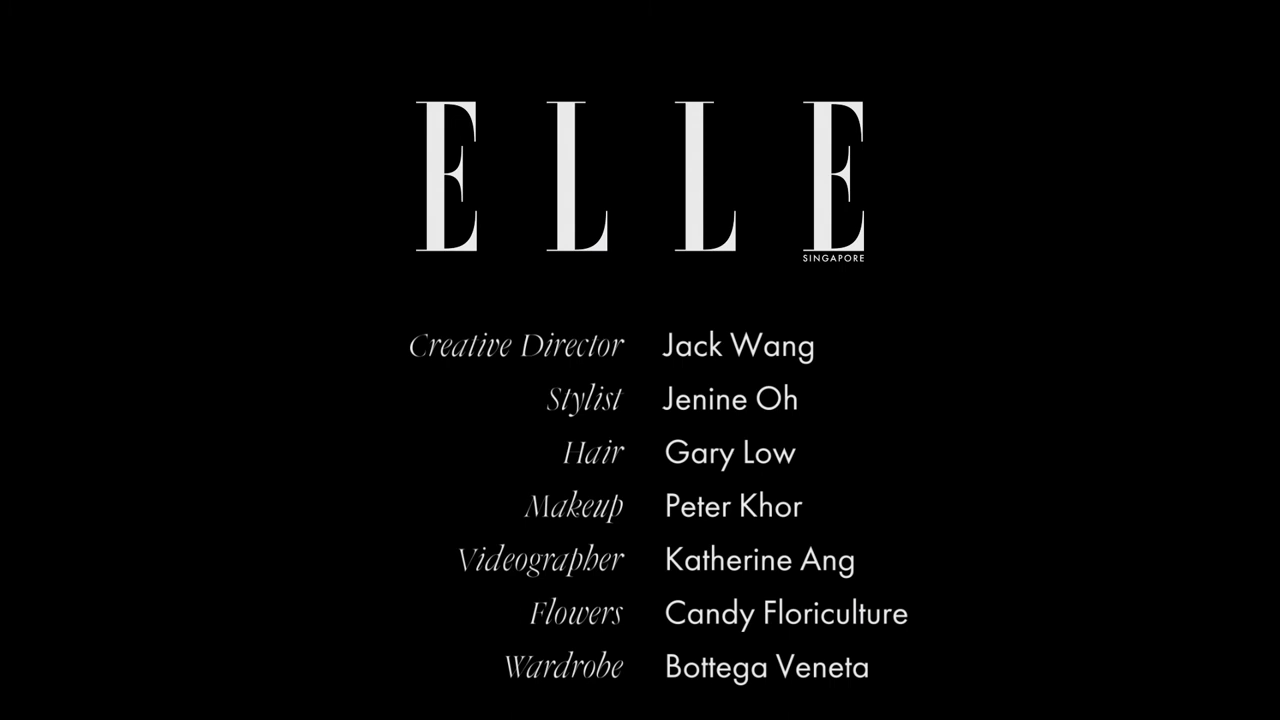 ELLE
SINGAPORE
Creative Director Jack Wang
Stylist Jenine Oh
Hair Gary Low
Makeup Peter Khor
Videographer Katherine Ang
Flowers Candy Floriculture
Wardrobe Bottega Veneta